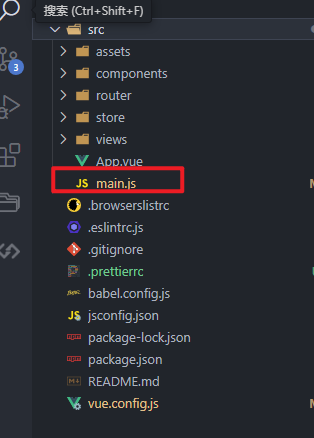 搜索 (Ctrl+Shift+F)
src
assets
components
router
store
views
App.vue
JS main.js
.browserslistrc
.eslintrc.js
.gitignore
.prettierrc
babel.config.js
JS jsconfig.json
package-lock.json
package.json
README.md
vue.config.js
3